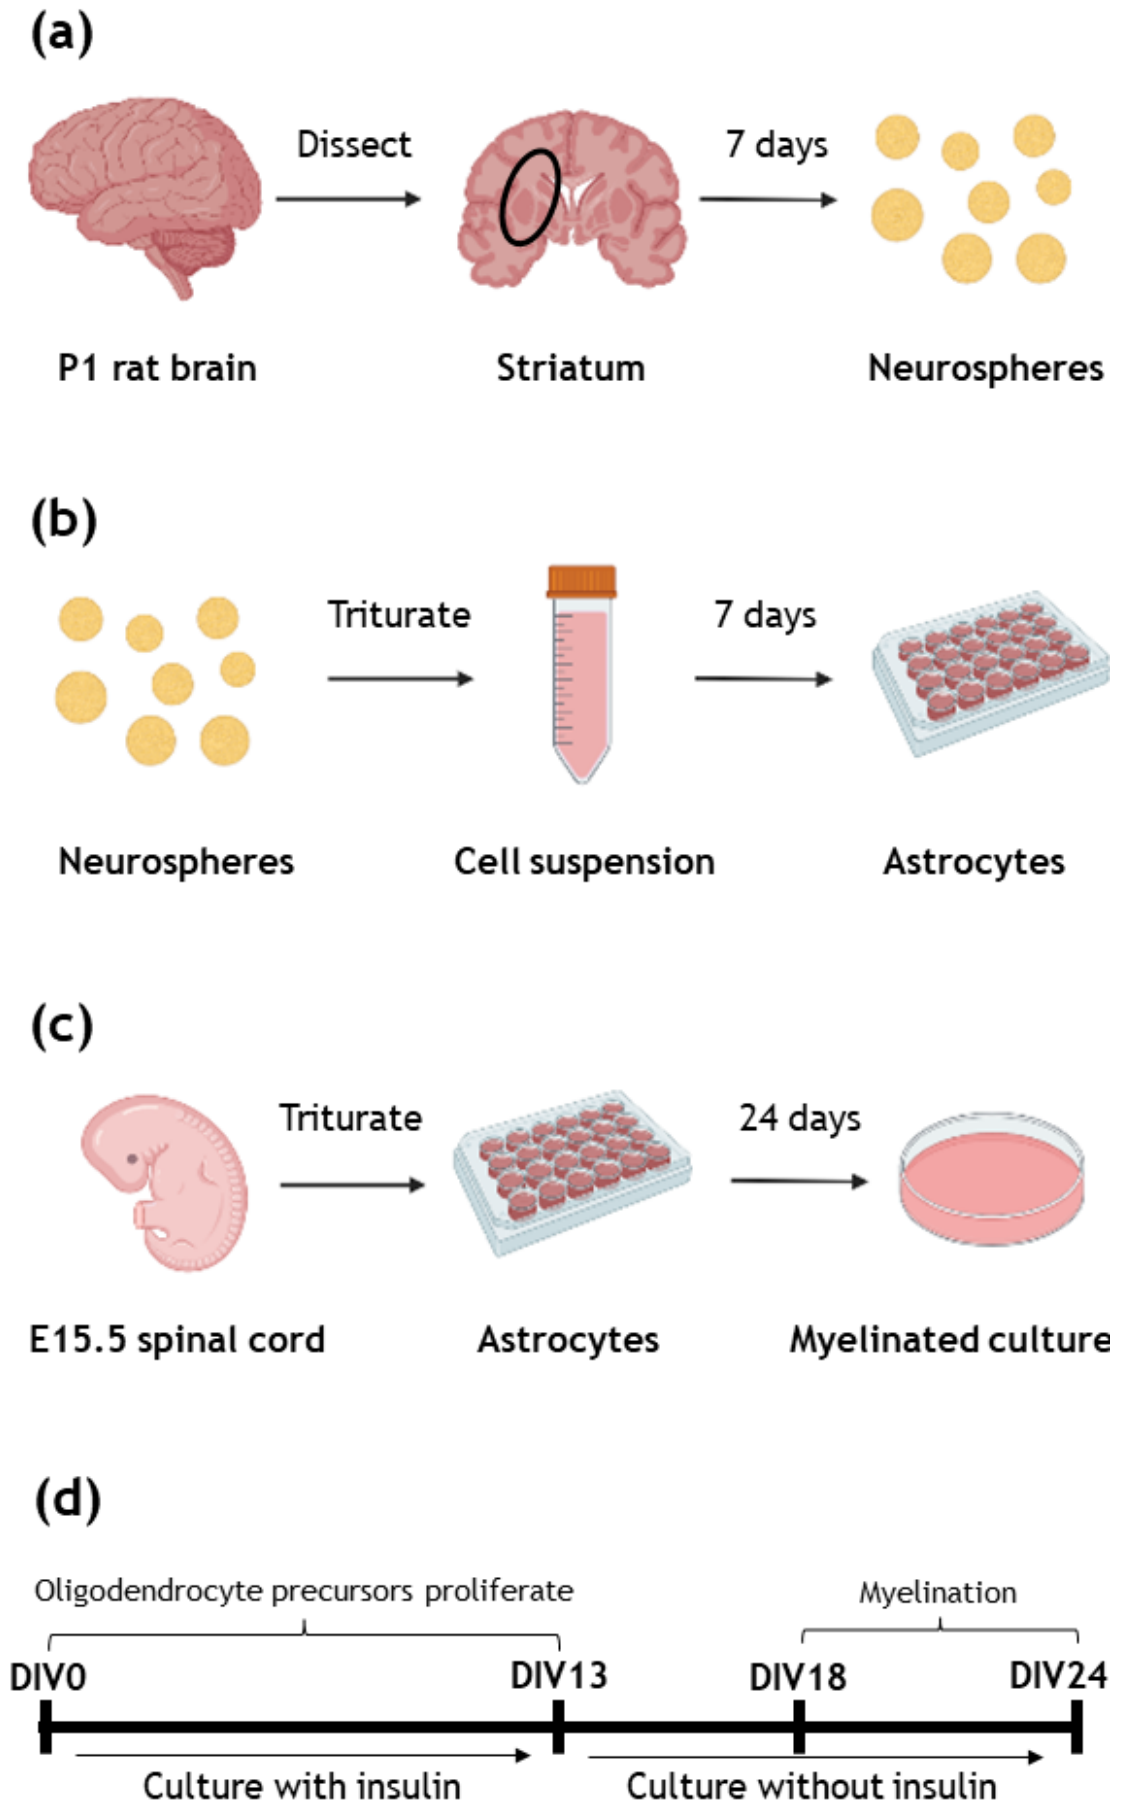 (a)
Dissect
7 days
P1 rat brain
Striatum
Neurospheres
(b)
Triturate
7 days
Neurospheres
Cell suspension
Astrocytes
(c)
Triturate
24 days
E15.5 spinal cord
Astrocytes
Myelinated culture
(d)
Oligodendrocyte precursors proliferate
Myelination
DIV0
DIV13
DIV18
DIV24
Culture with insulin
Culture without insulin